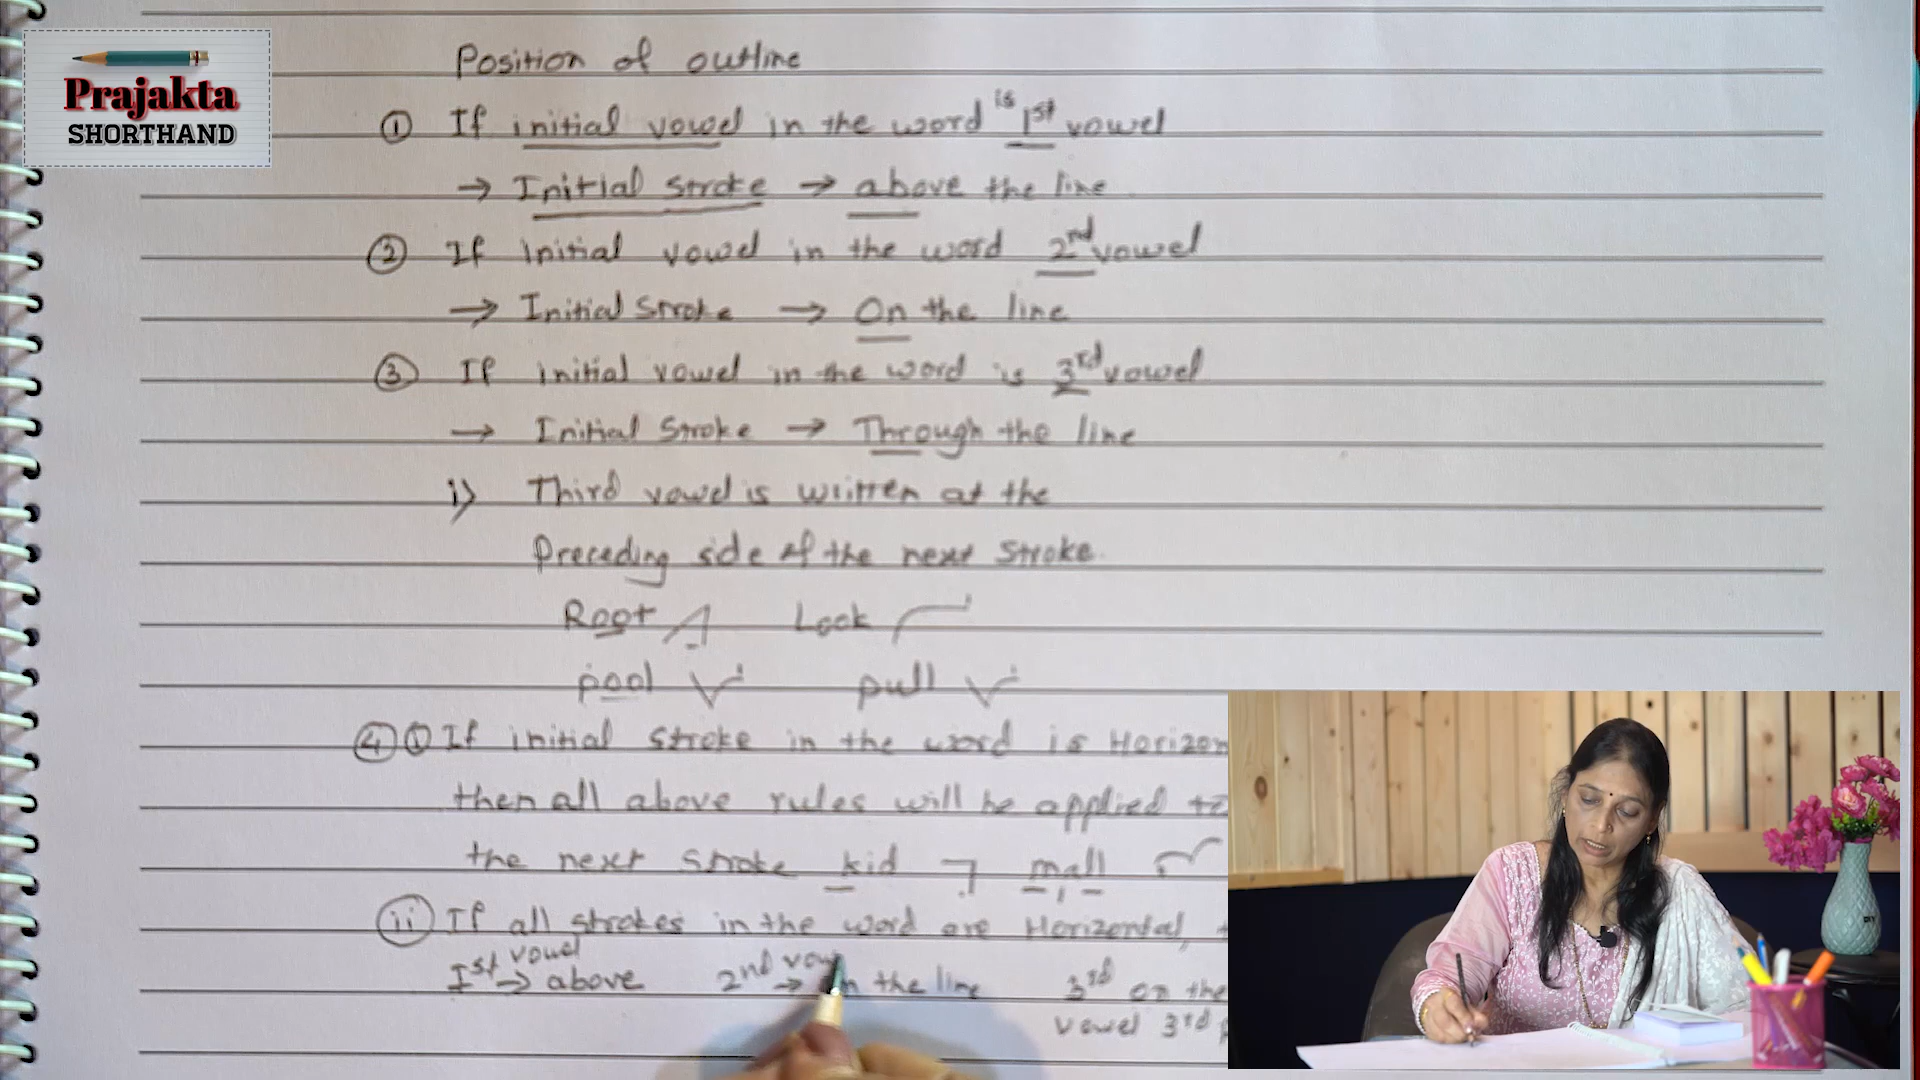 Prajakta
SHORTHAND
Position of outline
① If initial vowel in the word is 1st vowel
→ Initial stroke → above the line
② If initial vowel in the word 2nd vowel
→ Initial stroke → On the line
③ If initial vowel in the word is 3rd vowel
→ Initial stroke → Through the line
i) Third vowel is written at the
Preceding side of the next stroke.
Root Look
pool pull
④ ① If initial stroke in the word is Horizon
then all above rules will be applied to
the next stroke kid mall
ii) If all strokes in the word are Horizontal,
1st vowel → above 2nd vow → on the line 3rd on the
vowel 3rd